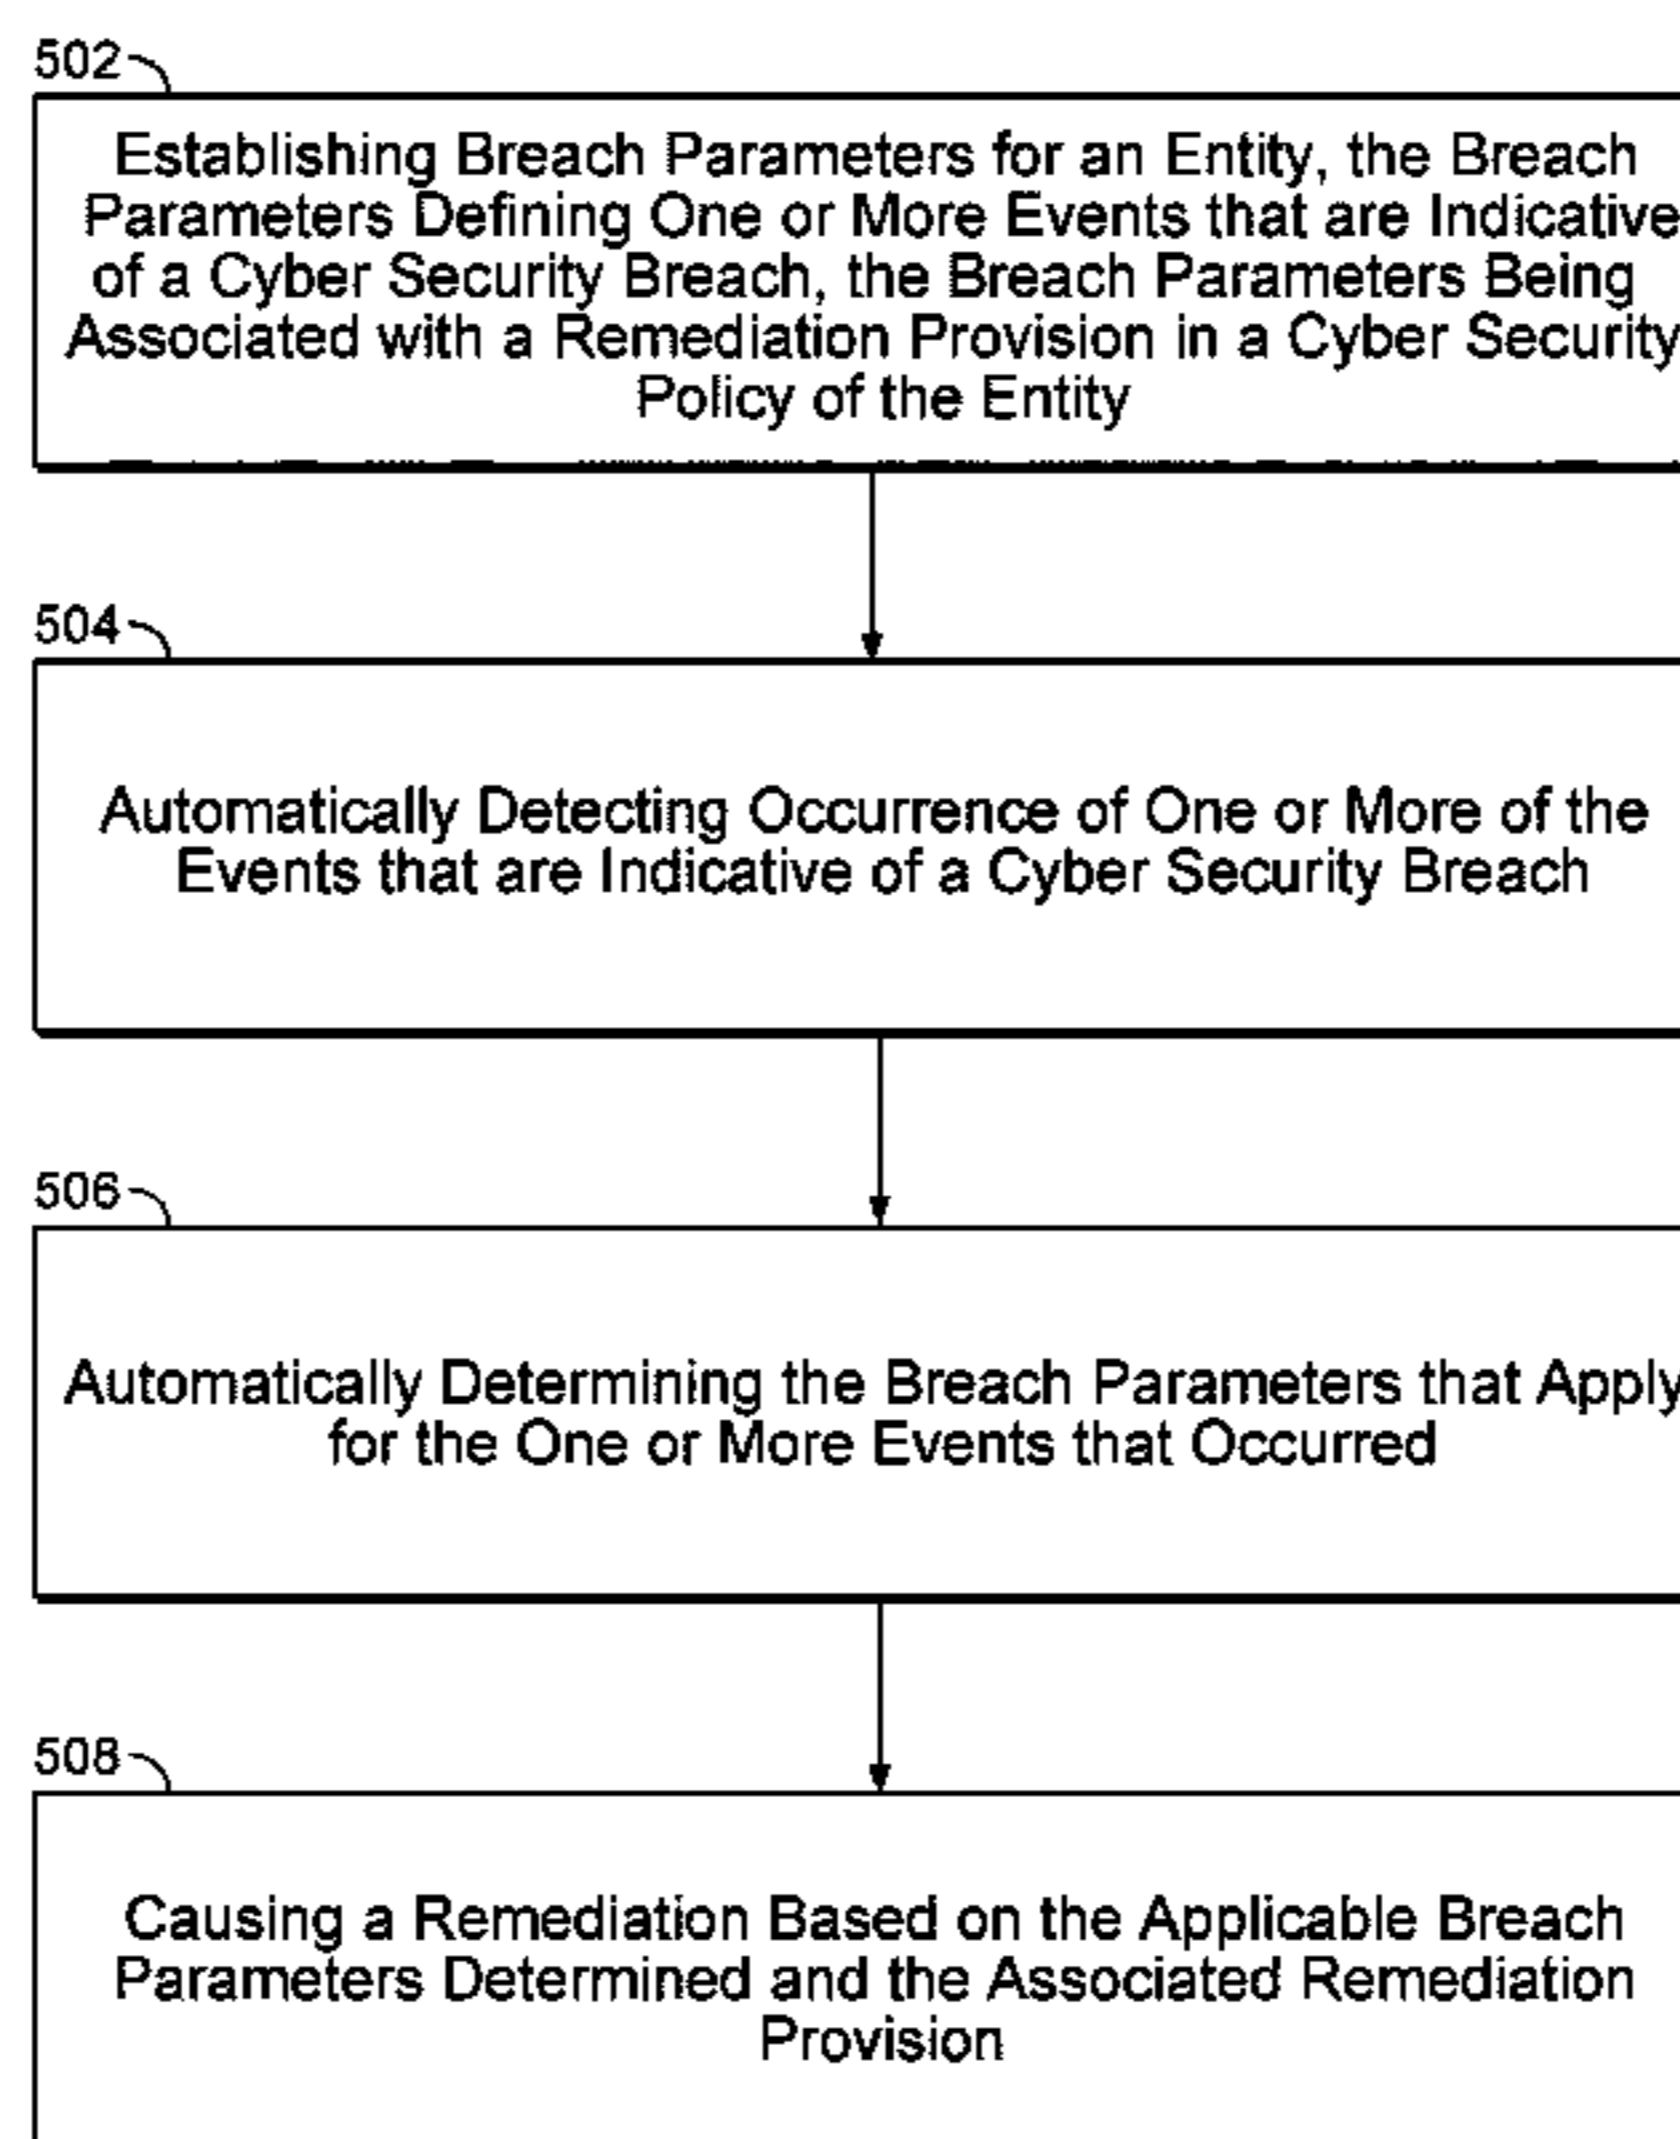 502
Establishing Breach Parameters for an Entity, the Breach
Parameters Defining One or More Events that are Indicative
of a Cyber Security Breach, the Breach Parameters Being
Associated with a Remediation Provision in a Cyber Security
Policy of the Entity
504
Automatically Detecting Occurrence of One or More of the
Events that are Indicative of a Cyber Security Breach
506
Automatically Determining the Breach Parameters that Apply
for the One or More Events that Occurred
508
Causing a Remediation Based on the Applicable Breach
Parameters Determined and the Associated Remediation
Provision